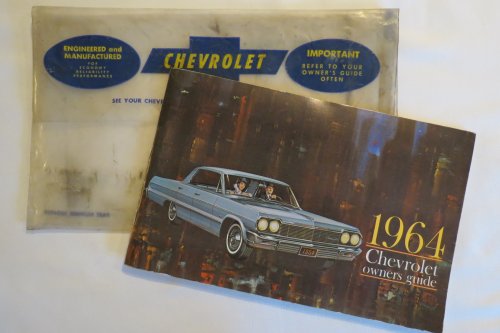 ENGINEERED and
MANUFACTURED
FOR
ECONOMY
RELIABILITY
PERFORMANCE
CHEVROLET
IMPORTANT
REFER TO YOUR
OWNER'S GUIDE
OFTEN
SEE YOUR CHEV
1964
Chevrolet
owners guide